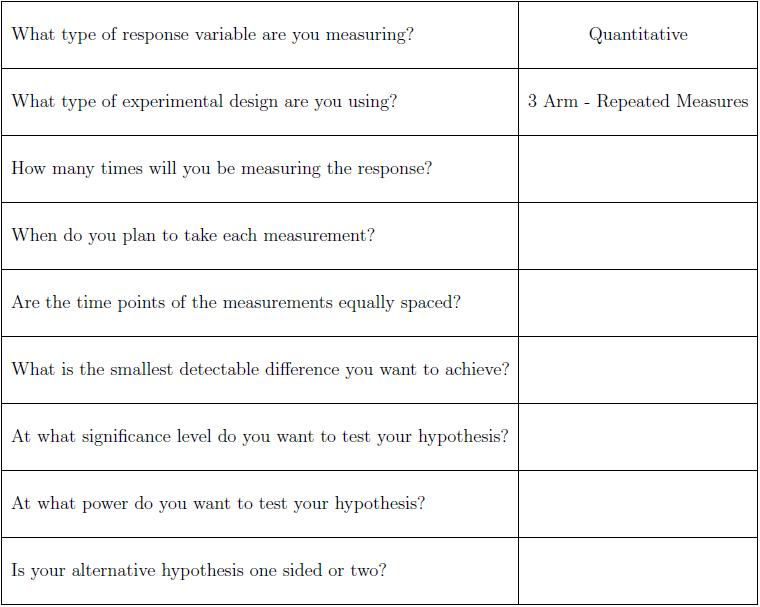 What type of response variable are you measuring? Quantitative
What type of experimental design are you using? 3 Arm - Repeated Measures
How many times will you be measuring the response?
When do you plan to take each measurement?
Are the time points of the measurements equally spaced?
What is the smallest detectable difference you want to achieve?
At what significance level do you want to test your hypothesis?
At what power do you want to test your hypothesis?
Is your alternative hypothesis one sided or two?